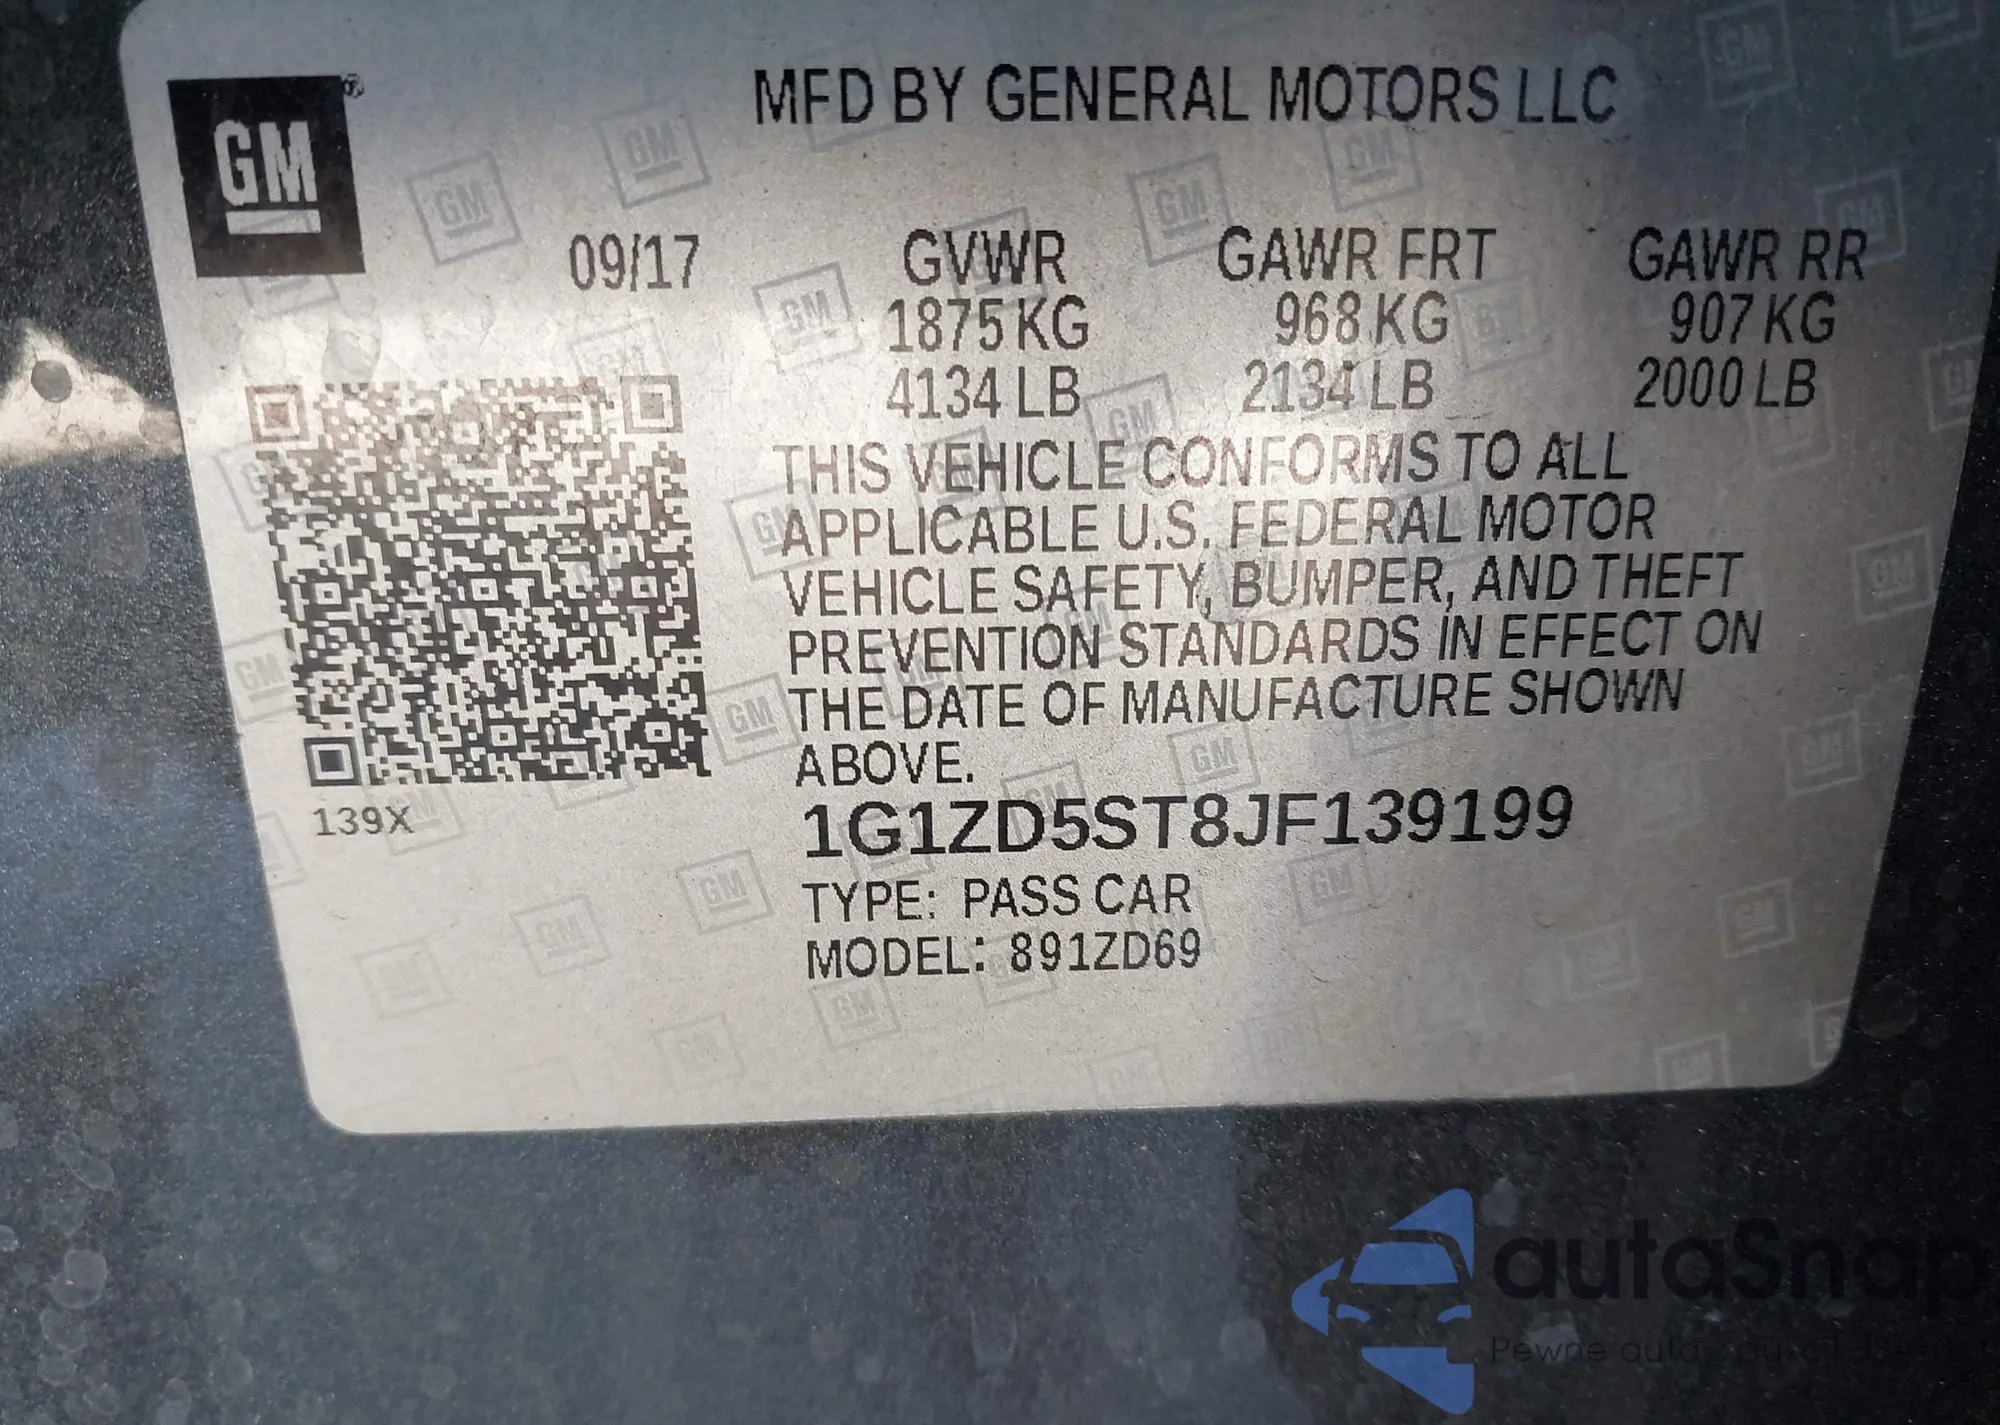 GM
MFD BY GENERAL MOTORS LLC
09/17 GVWR GAWR FRT GAWR RR
1875 KG 968 KG 907 KG
4134 LB 2134 LB 2000 LB
THIS VEHICLE CONFORMS TO ALL
APPLICABLE U.S. FEDERAL MOTOR
VEHICLE SAFETY, BUMPER, AND THEFT
PREVENTION STANDARDS IN EFFECT ON
THE DATE OF MANUFACTURE SHOWN
ABOVE.
139X
1G1ZD5ST8JF139199
TYPE: PASS CAR
MODEL: 891ZD69
autaSnap
Pewne auta z